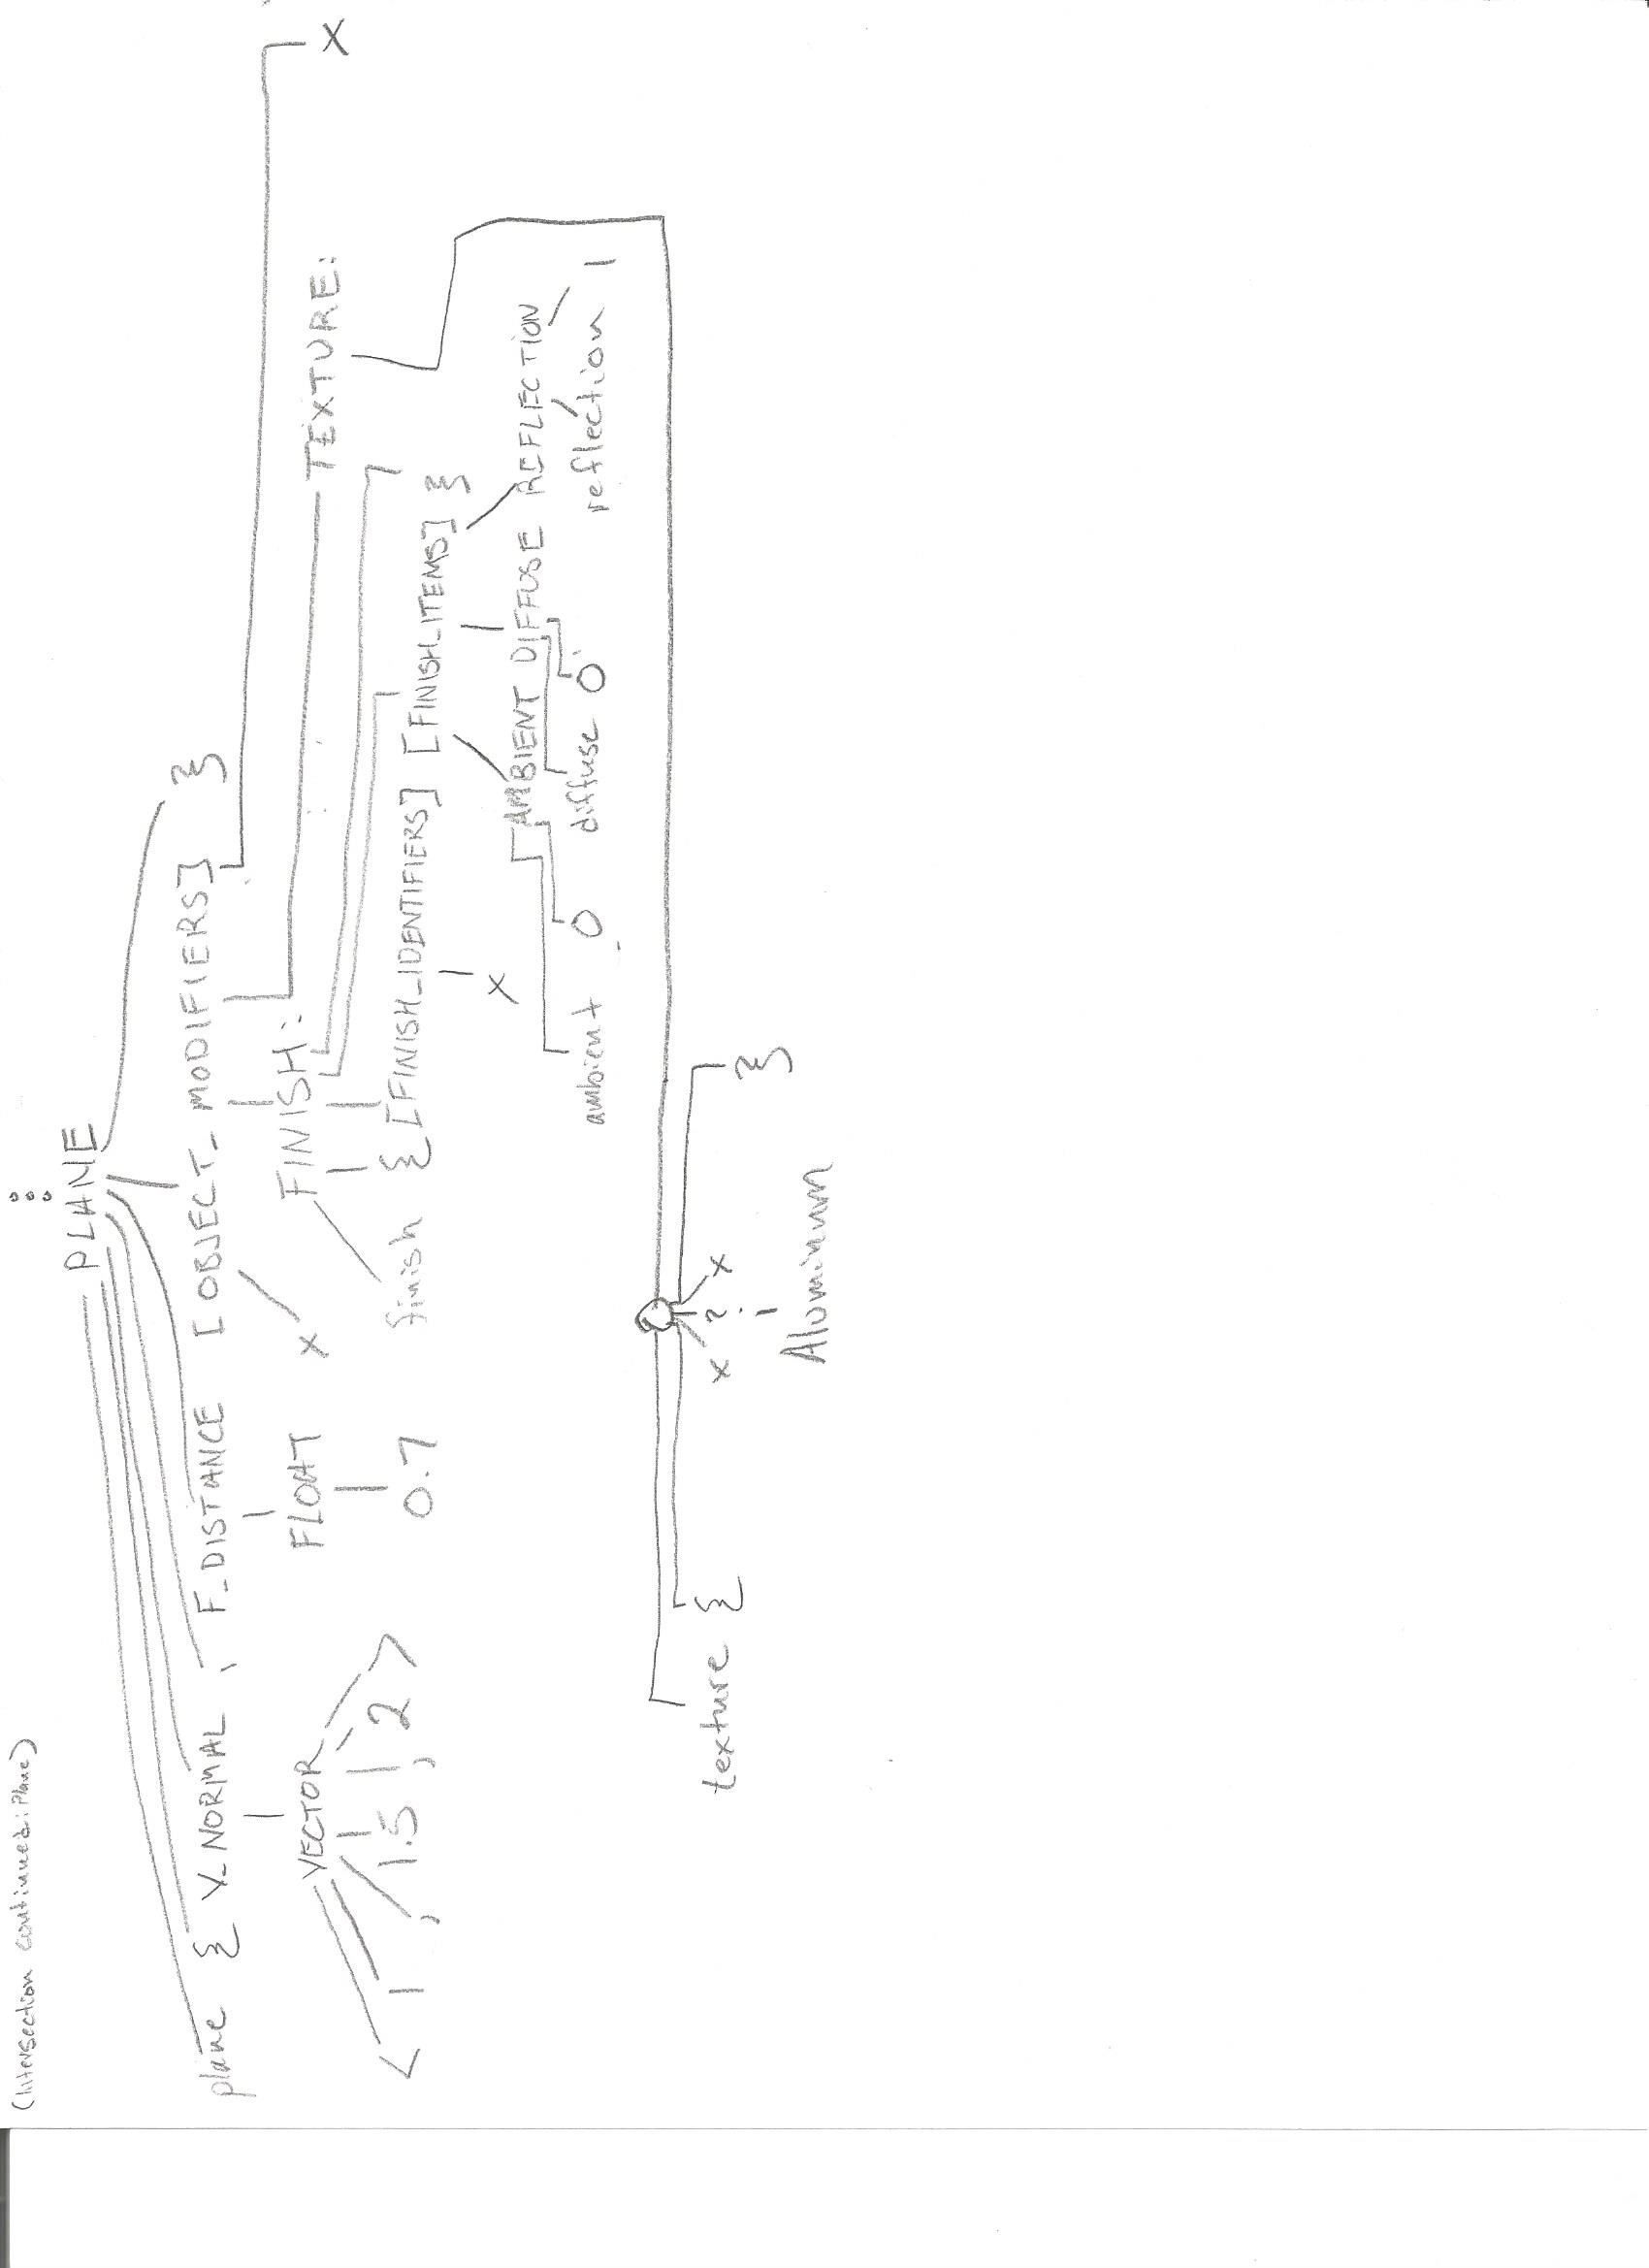 (Intersection continued: Plane)
PLANE
plane { V_NORMAL , F_DISTANCE [OBJECT_MODIFIERS] }
VECTOR FLOAT X FINISH: TEXTURE: X
< 1 , 1.5 , 2 > 0.7 finish { [FINISH_IDENTIFIERS] [FINISH_ITEMS] }
X AMBIENT DIFFUSE REFLECTION
ambient 0 diffuse 0 reflection 1
texture { X ? X }
Aluminum